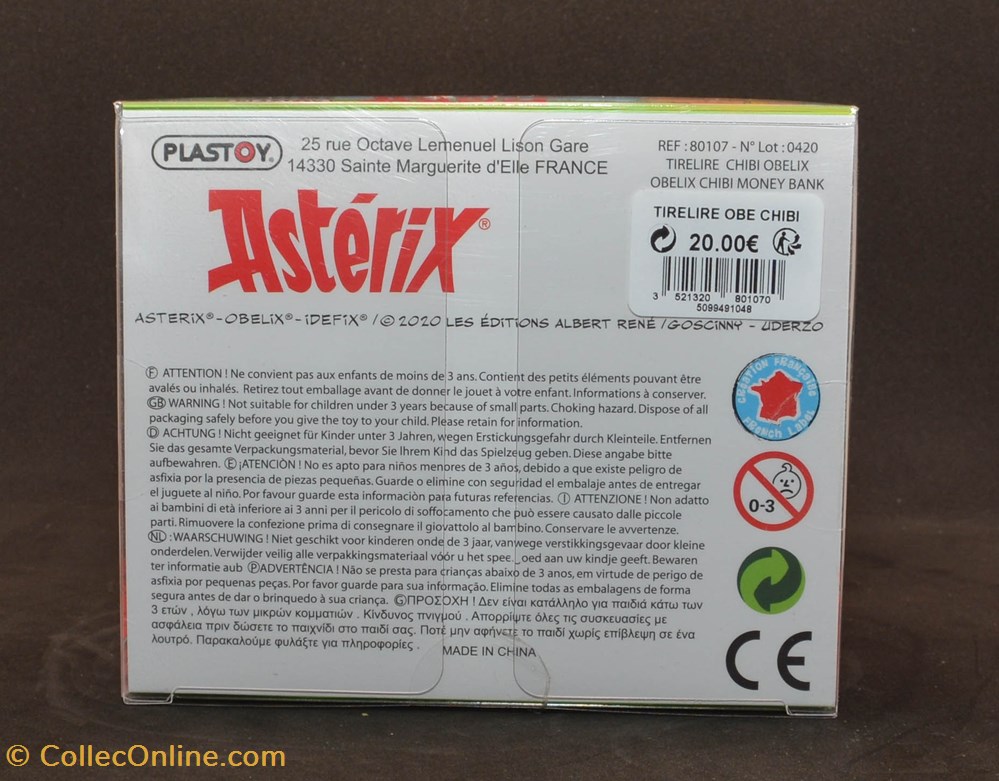 PLASTOY
25 rue Octave Lemenuel Lison Gare
14330 Sainte Marguerite d'Elle FRANCE
REF : 80107 - N° Lot : 0420
TIRELIRE CHIBI OBELIX
OBELIX CHIBI MONEY BANK
TIRELIRE OBE CHIBI
20.00€
3 521320 801070
5099491048
Astérix®
ASTERIX®-OBELIX®-IDEFIX®/© 2020 LES ÉDITIONS ALBERT RENÉ/GOSCINNY - UDERZO
F ATTENTION ! Ne convient pas aux enfants de moins de 3 ans. Contient des petits éléments pouvant être
avalés ou inhalés. Retirez tout emballage avant de donner le jouet à votre enfant. Informations à conserver.
GB WARNING ! Not suitable for children under 3 years because of small parts. Choking hazard. Dispose of all
packaging safely before you give the toy to your child. Please retain for information.
D ACHTUNG ! Nicht geeignet für Kinder unter 3 Jahren, wegen Erstickungsgefahr durch Kleinteile. Entfernen
Sie das gesamte Verpackungsmaterial, bevor Sie Ihrem Kind das Spielzeug geben. Diese angabe bitte
aufbewahren. E ¡ATENCIÒN ! No es apto para niños menores de 3 años, debido a que existe peligro de
asfixia por la presencia de piezas pequeñas. Guarde o elimine con seguridad el embalaje antes de entregar
el juguete al niño. Por favour guarde esta informaciòn para futuras referencias. I ATTENZIONE ! Non adatto
ai bambini di età inferiore ai 3 anni per il pericolo di soffocamento che può essere causato dalle piccole
parti. Rimuovere la confezione prima di consegnare il giovattolo al bambino. Conservare le avvertenze.
NL : WAARSCHUWING ! Niet geschikt voor kinderen onde de 3 jaar, vanwege verstikkingsgevaar door kleine
onderdelen. Verwijder veilig alle verpakkingsmateriaal vóór u het oed aan uw kindje geeft. Bewaren
ter informatie aub P ADVERTÊNCIA ! Não se presta para crianças abaixo de 3 anos, em virtude de perigo de
asfixia por pequenas peças. Por favor guarde para sua informação. Elimine todas as embalagens de forma
segura antes de dar o brinquedo à sua criança. G ΠΡΟΣΟΧΗ ! Δεν είναι κατάλληλο για παιδιά κάτω των
3 ετών , λόγω των μικρών κομματιών . Κίνδυνος πνιγμού . Απορρίψτε όλες τις συσκευασίες με
ασφάλεια πριν δώσετε το παιχνίδι στο παιδί σας. Ποτέ μην αφήνετε το παιδί χωρίς επίβλεψη σε ένα
λουτρό. Παρακαλούμε φυλάξτε για πληροφορίες .
MADE IN CHINA
CRÉATION FRANÇAISE
FRENCH LABEL
0-3
CE
© CollecOnline.com